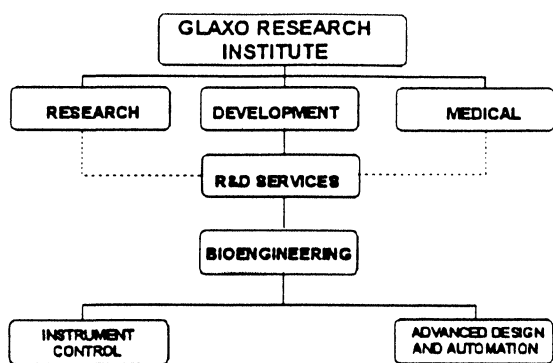 GLAXO RESEARCH
INSTITUTE
RESEARCH
DEVELOPMENT
MEDICAL
R&D SERVICES
BIOENGINEERING
INSTRUMENT
CONTROL
ADVANCED DESIGN
AND AUTOMATION